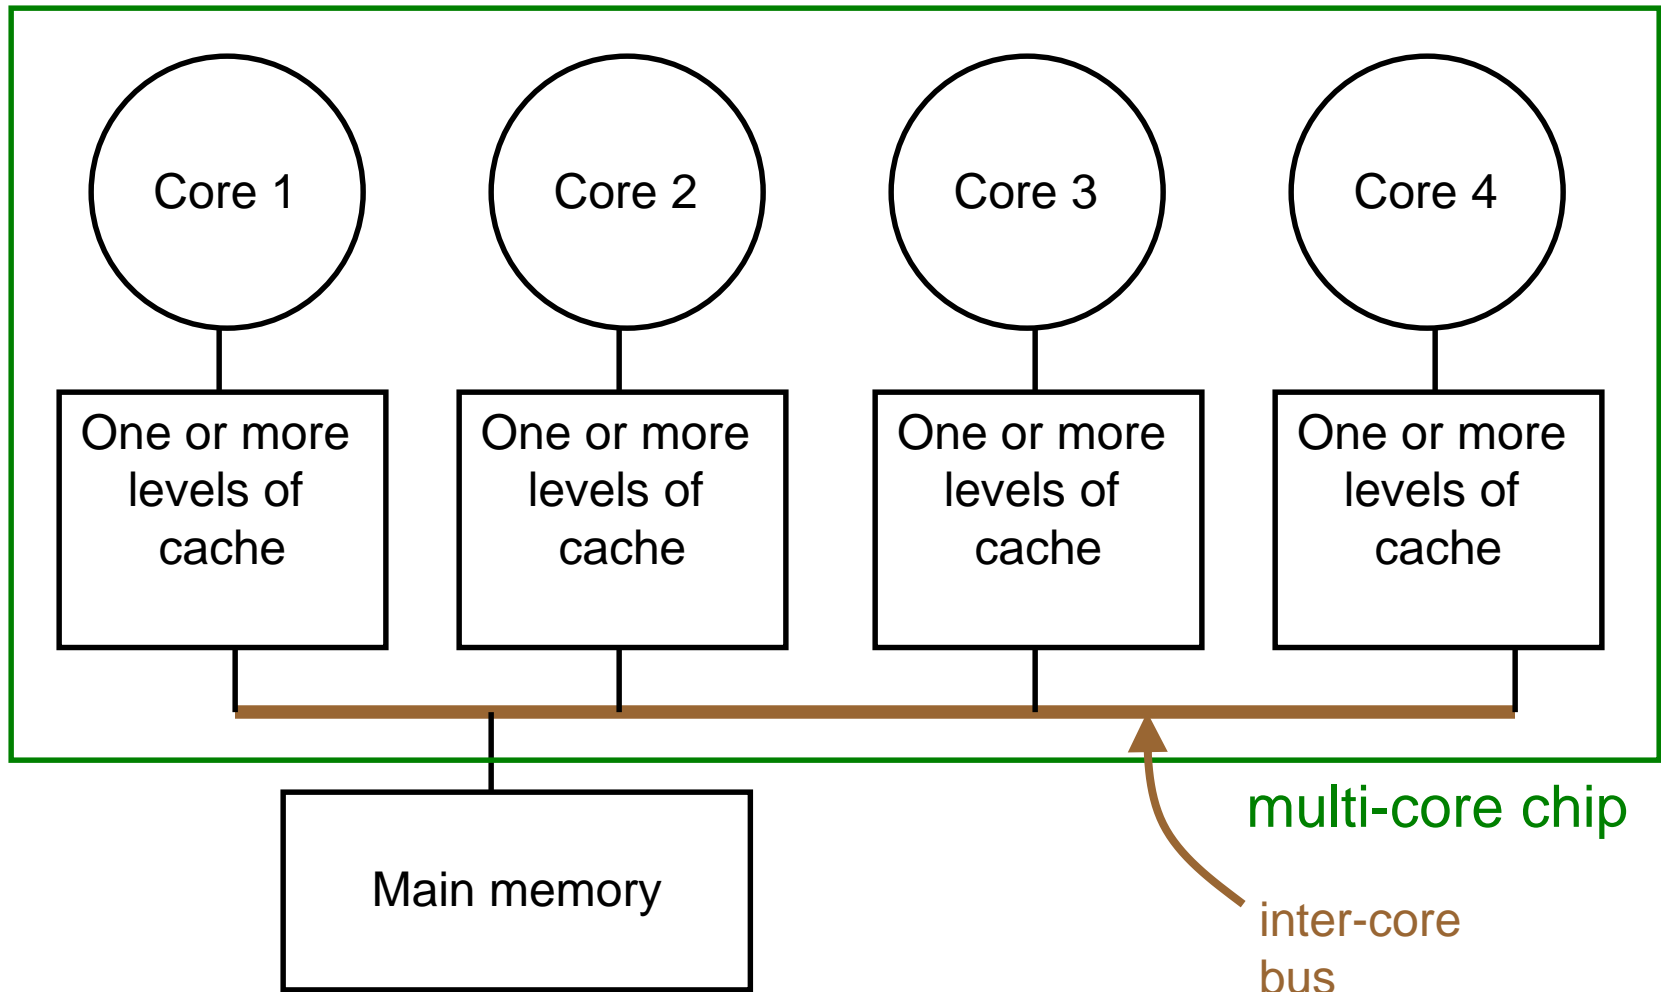 Core 1
Core 2
Core 3
Core 4
One or more
levels of
cache
One or more
levels of
cache
One or more
levels of
cache
One or more
levels of
cache
multi-core chip
Main memory
inter-core
bus